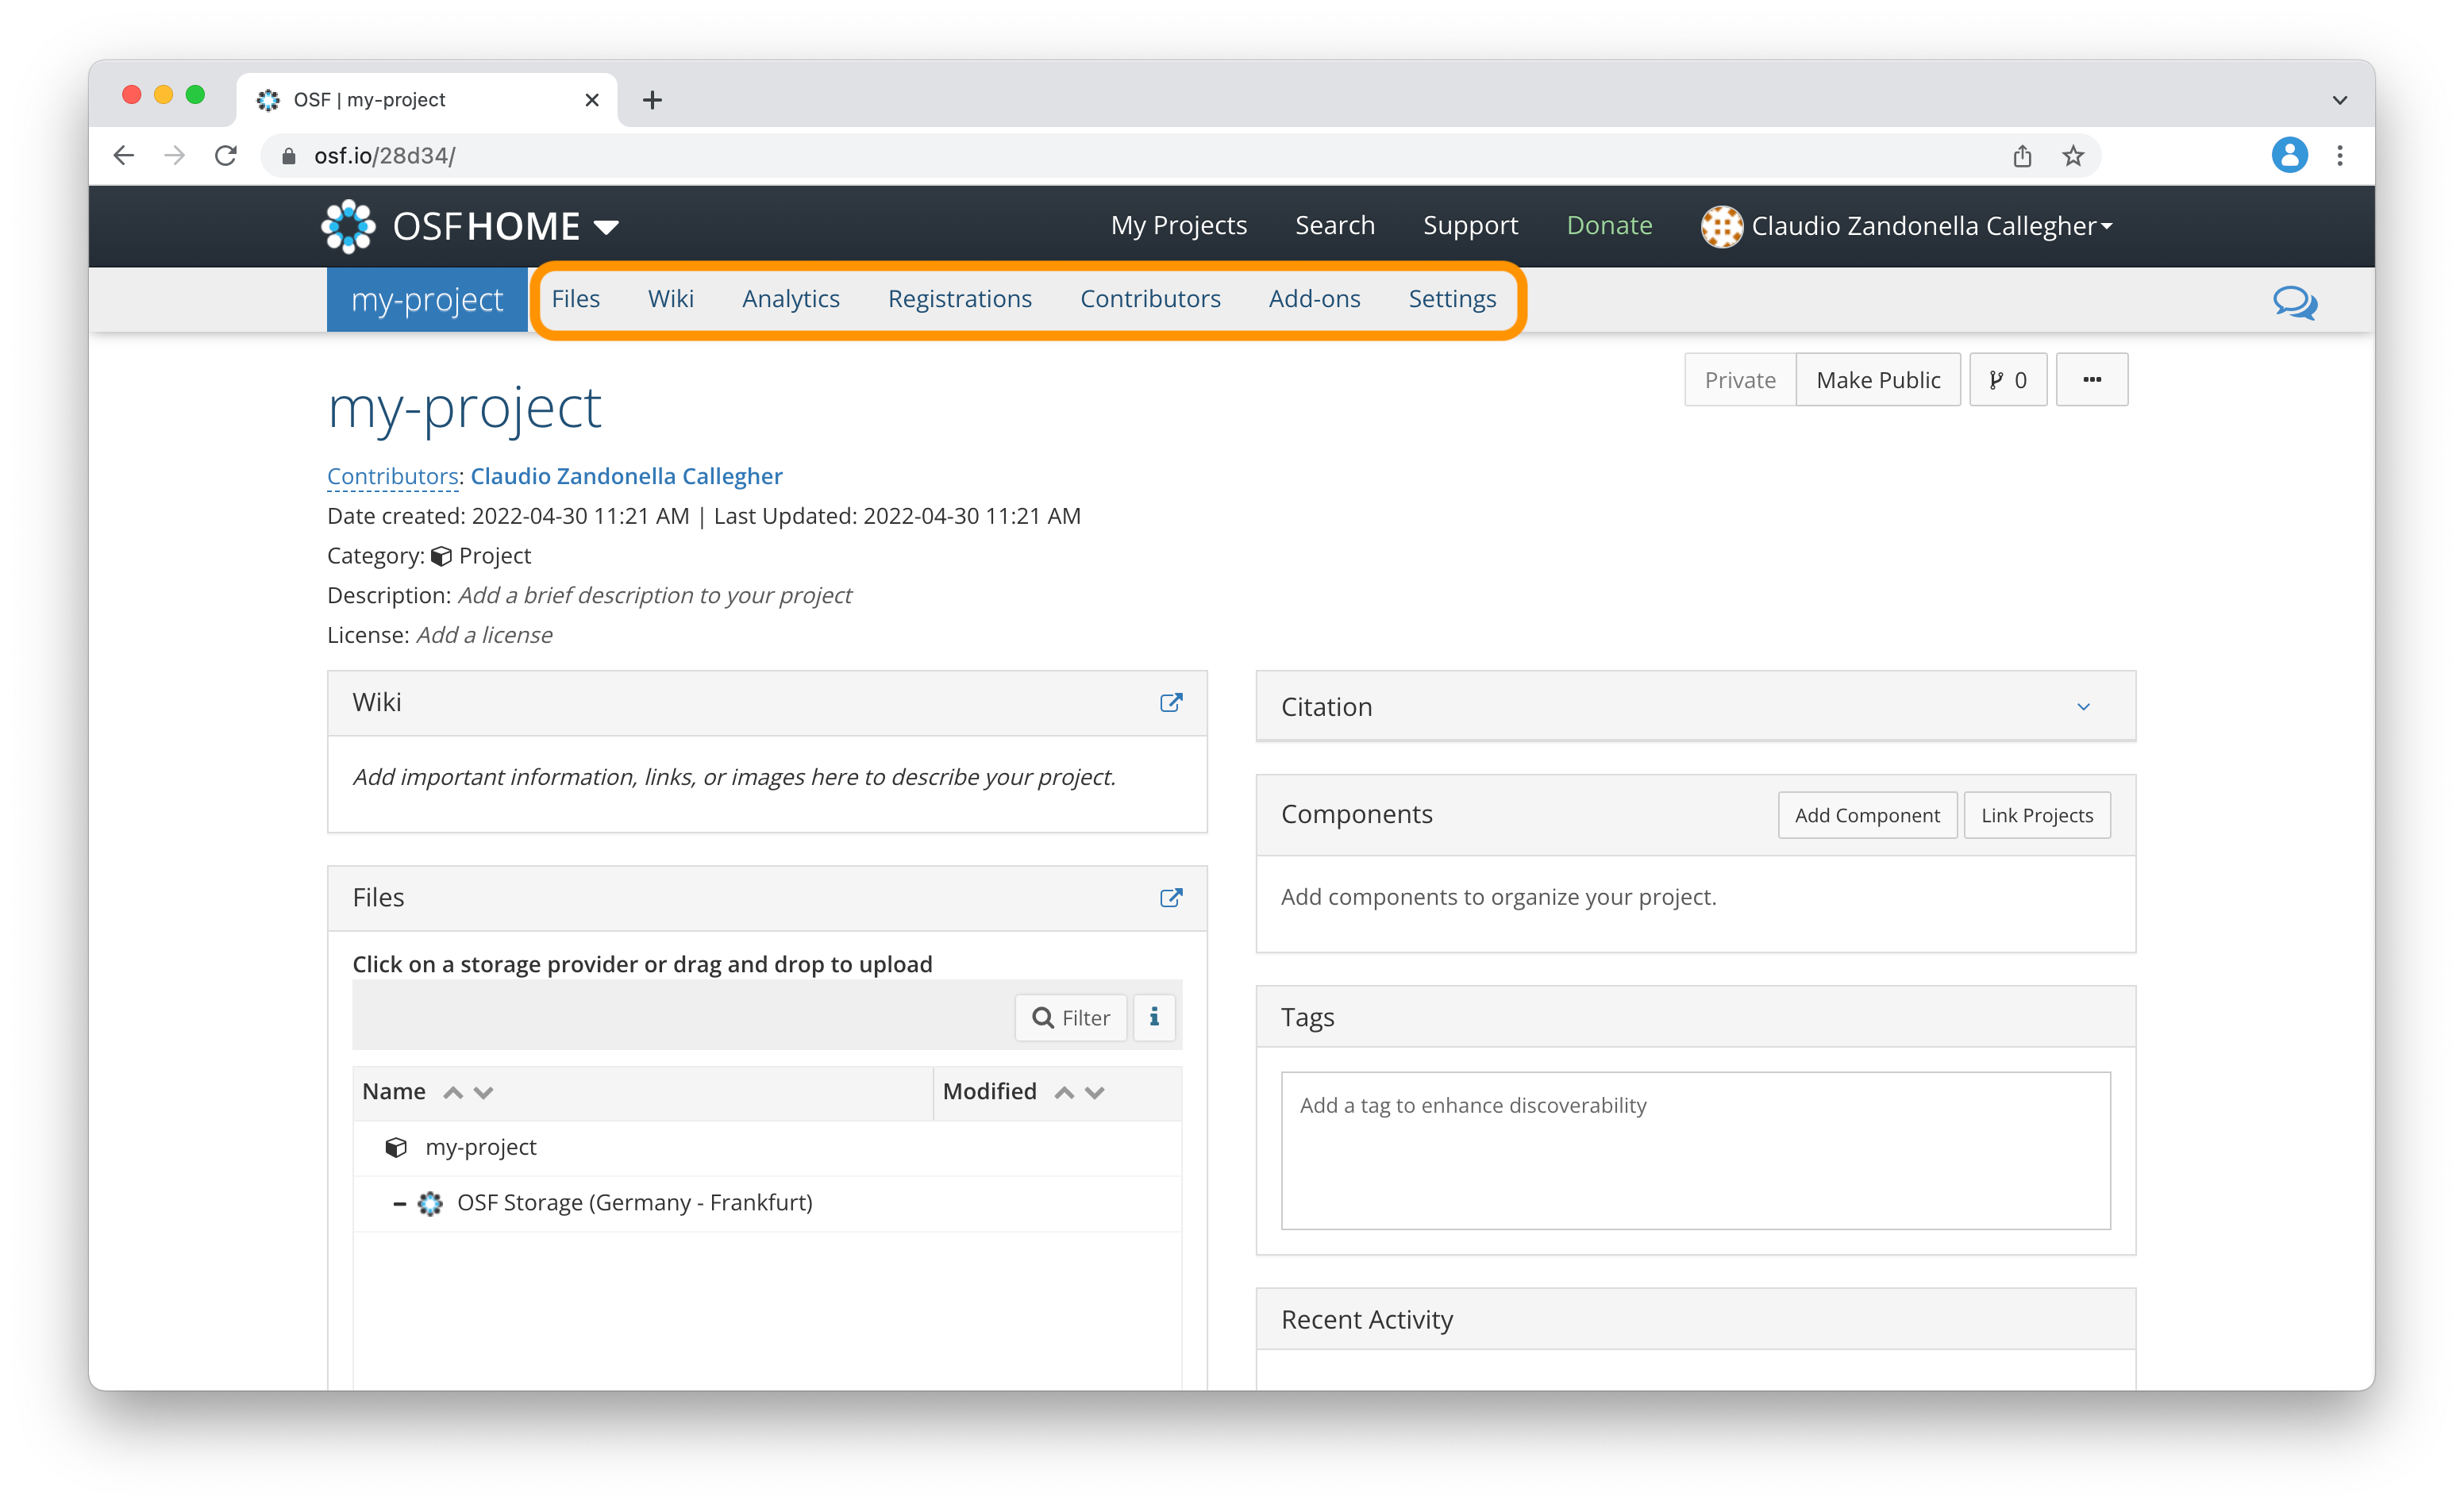 OSF | my-project
osf.io/28d34/
OSFHOME My Projects Search Support Donate Claudio Zandonella Callegher
my-project Files Wiki Analytics Registrations Contributors Add-ons Settings
Private Make Public 0
my-project
Contributors: Claudio Zandonella Callegher
Date created: 2022-04-30 11:21 AM | Last Updated: 2022-04-30 11:21 AM
Category: Project
Description: Add a brief description to your project
License: Add a license
Wiki
Add important information, links, or images here to describe your project.
Files
Click on a storage provider or drag and drop to upload
Filter
Name Modified
my-project
OSF Storage (Germany - Frankfurt)
Citation
Components Add Component Link Projects
Add components to organize your project.
Tags
Add a tag to enhance discoverability
Recent Activity